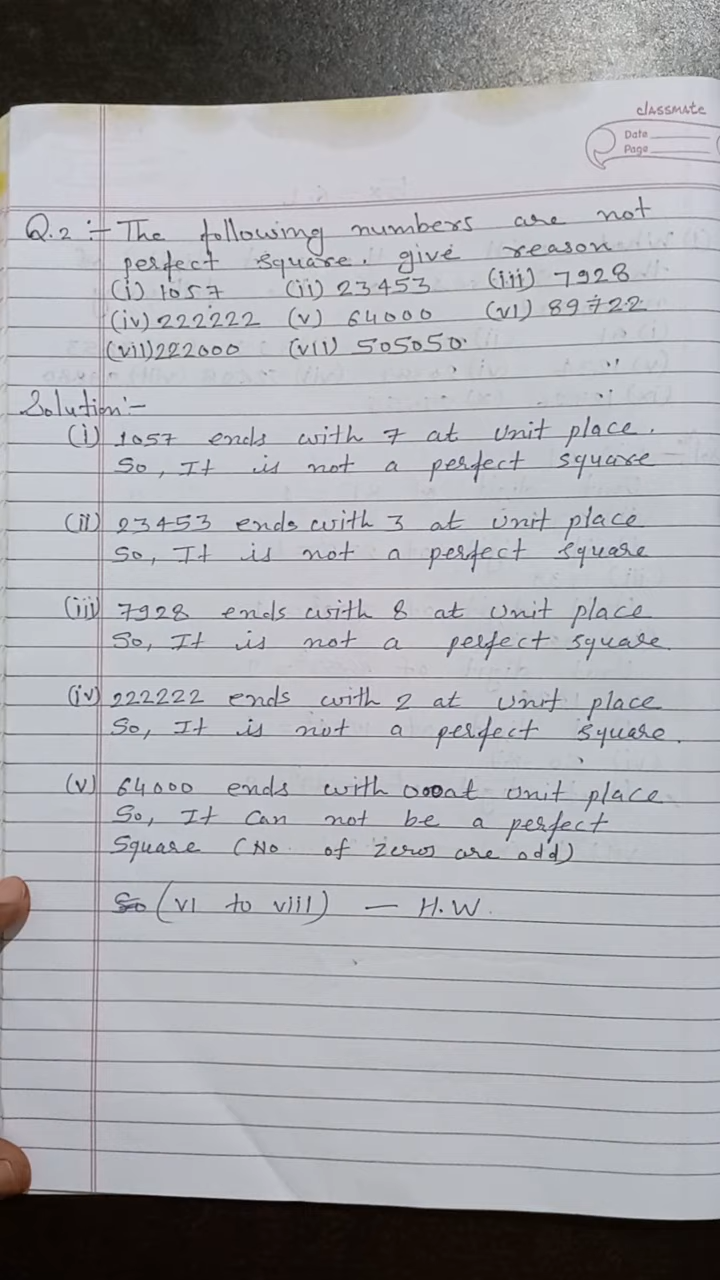 classmate
Date
Page
Q.2 :- The following numbers are not
perfect square. give reason
(i) 1057 (ii) 23453 (iii) 7928
(iv) 222222 (v) 64000 (vi) 89722
(vii) 222000 (vii) 505050.
Solution:-
(i) 1057 ends with 7 at Unit place.
So, It is not a perfect square
(ii) 23453 ends with 3 at Unit place
So, It is not a perfect square
(iii) 7928 ends with 8 at Unit place
So, It is not a perfect square.
(iv) 222222 ends with 2 at Unit place
So, It is not a perfect square.
(v) 64000 ends with 000 at Unit place
So, It can not be a perfect
Square (No. of zeros are odd)
So (vi to viii) — H.W.